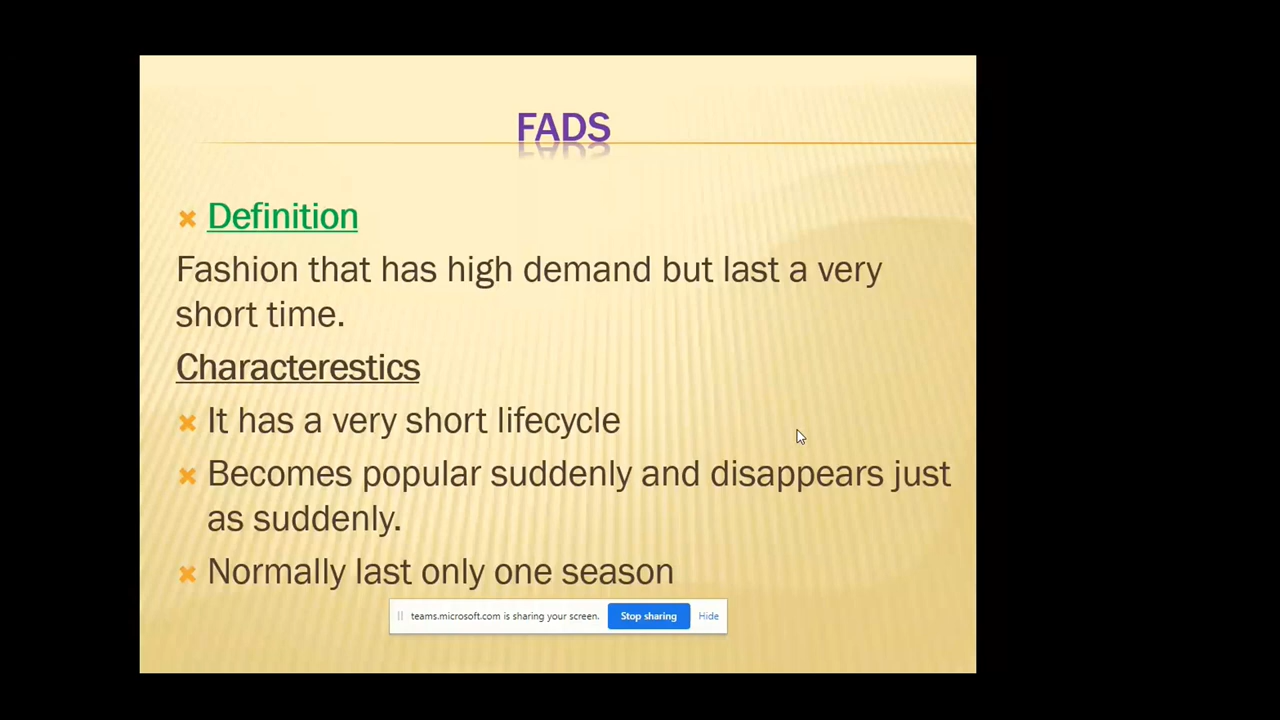 FADS
Definition
Fashion that has high demand but last a very
short time.
Characterestics
It has a very short lifecycle
Becomes popular suddenly and disappears just
as suddenly.
Normally last only one season
teams.microsoft.com is sharing your screen. Stop sharing Hide